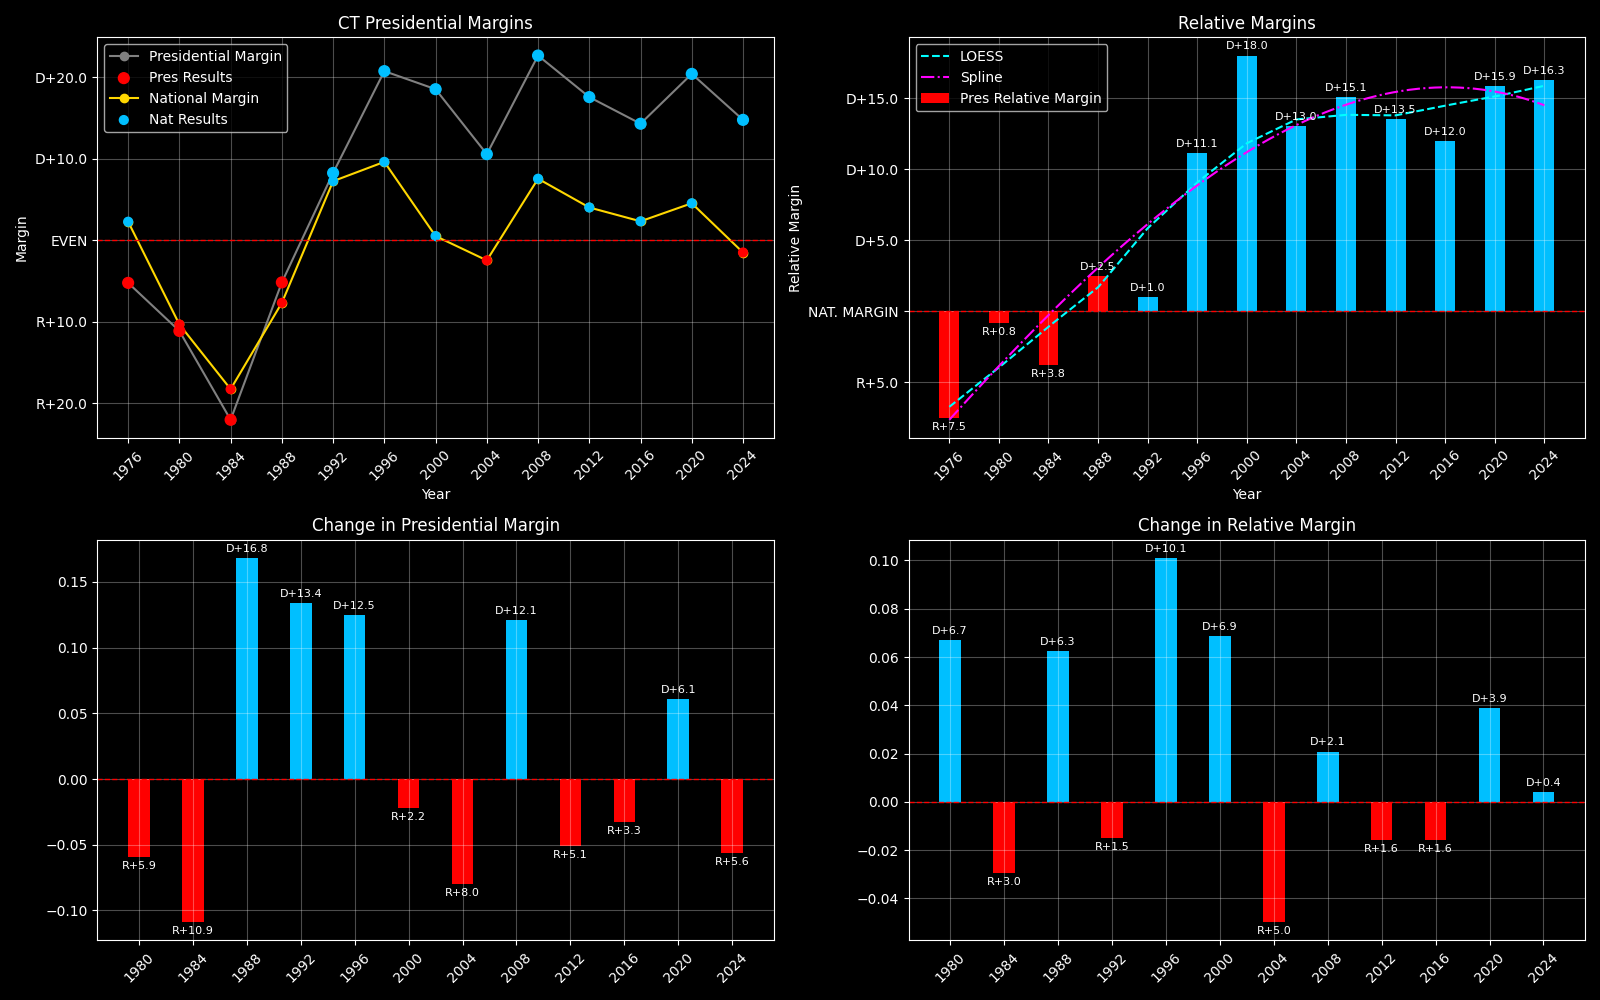 CT Presidential Margins
Presidential Margin
Pres Results
National Margin
Nat Results
D+20.0
D+10.0
EVEN
R+10.0
R+20.0
Margin
1976 1980 1984 1988 1992 1996 2000 2004 2008 2012 2016 2020 2024
Year
Relative Margins
LOESS
Spline
Pres Relative Margin
D+15.0
D+10.0
D+5.0
NAT. MARGIN
R+5.0
Relative Margin
R+7.5 R+0.8 R+3.8 D+2.5 D+1.0 D+11.1 D+18.0 D+13.0 D+15.1 D+13.5 D+12.0 D+15.9 D+16.3
1976 1980 1984 1988 1992 1996 2000 2004 2008 2012 2016 2020 2024
Year
Change in Presidential Margin
0.15
0.10
0.05
0.00
−0.05
−0.10
R+5.9 R+10.9 D+16.8 D+13.4 D+12.5 R+2.2 R+8.0 D+12.1 R+5.1 R+3.3 D+6.1 R+5.6
1980 1984 1988 1992 1996 2000 2004 2008 2012 2016 2020 2024
Change in Relative Margin
0.10
0.08
0.06
0.04
0.02
0.00
−0.02
−0.04
D+6.7 R+3.0 D+6.3 R+1.5 D+10.1 D+6.9 R+5.0 D+2.1 R+1.6 R+1.6 D+3.9 D+0.4
1980 1984 1988 1992 1996 2000 2004 2008 2012 2016 2020 2024